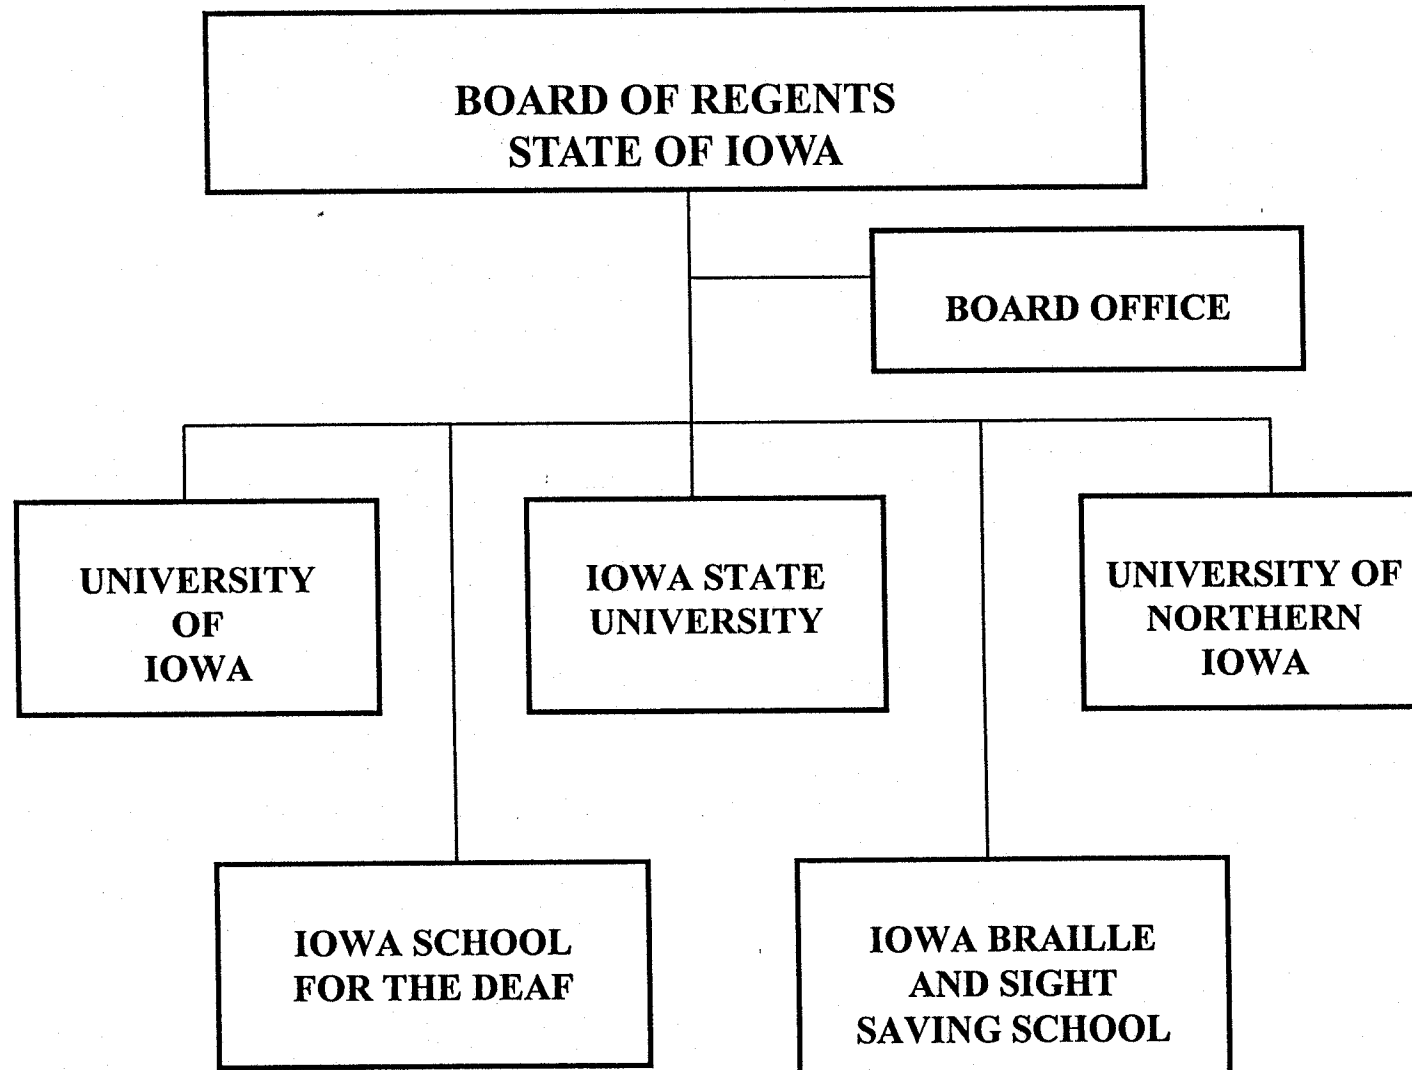 BOARD OF REGENTS
STATE OF IOWA
BOARD OFFICE
UNIVERSITY
OF
IOWA
IOWA STATE
UNIVERSITY
UNIVERSITY OF
NORTHERN
IOWA
IOWA SCHOOL
FOR THE DEAF
IOWA BRAILLE
AND SIGHT
SAVING SCHOOL